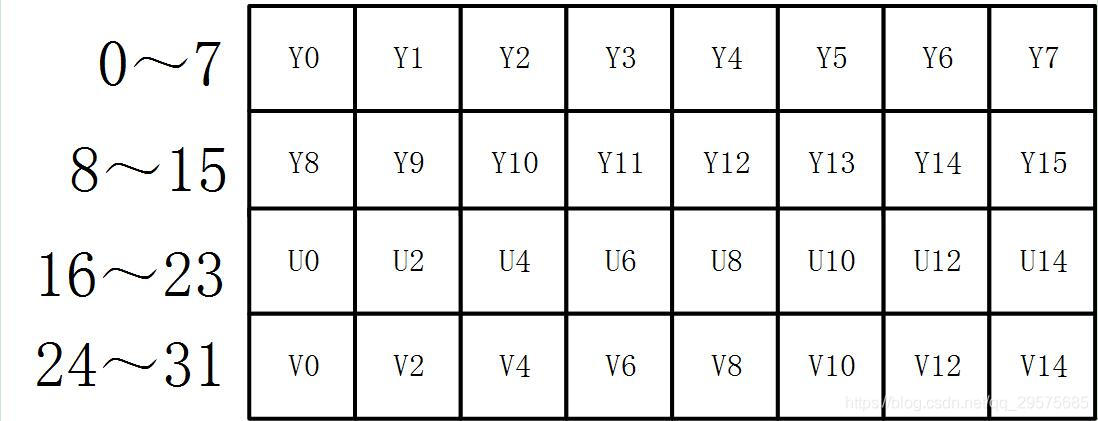 0～7 Y0 Y1 Y2 Y3 Y4 Y5 Y6 Y7
8～15 Y8 Y9 Y10 Y11 Y12 Y13 Y14 Y15
16～23 U0 U2 U4 U6 U8 U10 U12 U14
24～31 V0 V2 V4 V6 V8 V10 V12 V14
https://blog.csdn.net/qq_29575685